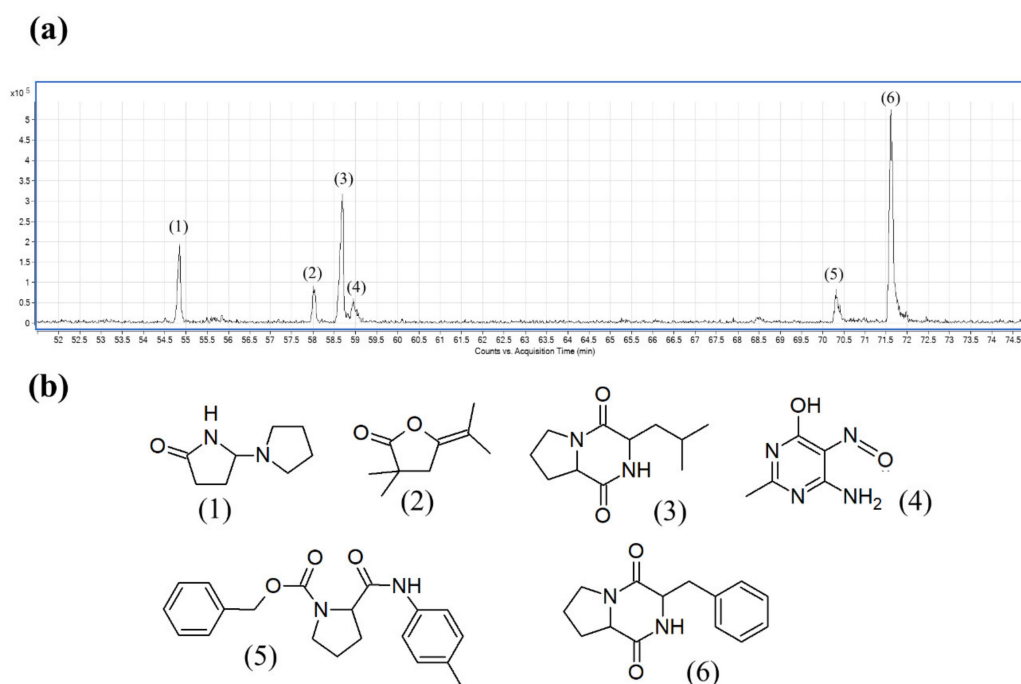 (a)
x10 5
5
4.5
4
3.5
3
2.5
2
1.5
1
0.5
0
(1)
(2)
(3)
(4)
(5)
(6)
52 52.5 53 53.5 54 54.5 55 55.5 56 56.5 57 57.5 58 58.5 59 59.5 60 60.5 61 61.5 62 62.5 63 63.5 64 64.5 65 65.5 66 66.5 67 67.5 68 68.5 69 69.5 70 70.5 71 71.5 72 72.5 73 73.5 74 74.5
Counts vs. Acquisition Time (min)
(b)
H
N
O
N
(1)
O
O
(2)
O
N
NH
O
(3)
OH
N
N
O
N
NH2
(4)
O
O
O
NH
N
(5)
O
N
NH
O
(6)